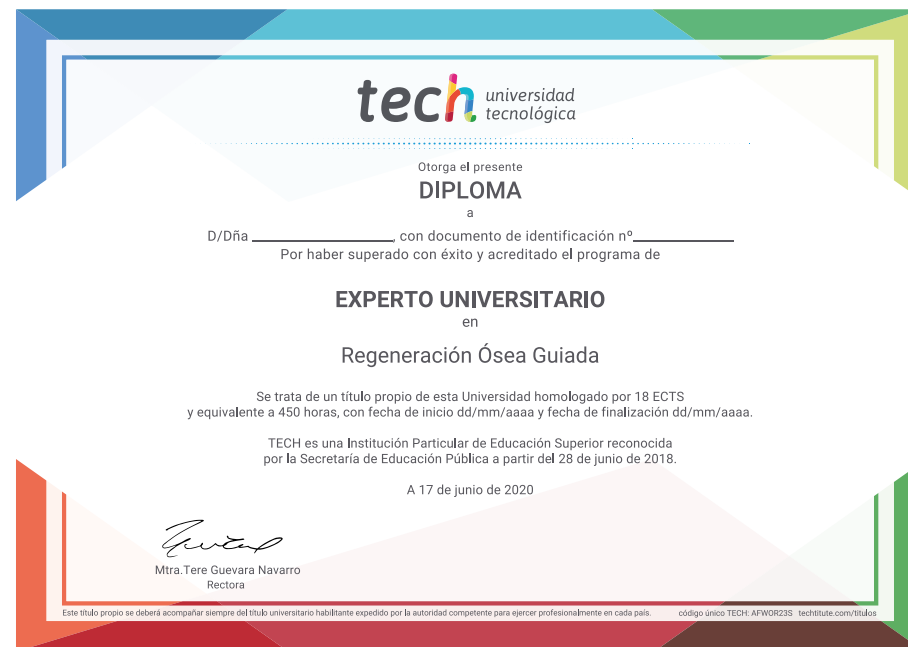 tech universidad
tecnológica
Otorga el presente
DIPLOMA
a
D/Dña ____________________, con documento de identificación nº______________
Por haber superado con éxito y acreditado el programa de
EXPERTO UNIVERSITARIO
en
Regeneración Ósea Guiada
Se trata de un título propio de esta Universidad homologado por 18 ECTS
y equivalente a 450 horas, con fecha de inicio dd/mm/aaaa y fecha de finalización dd/mm/aaaa.
TECH es una Institución Particular de Educación Superior reconocida
por la Secretaría de Educación Pública a partir del 28 de junio de 2018.
A 17 de junio de 2020
Mtra.Tere Guevara Navarro
Rectora
Este título propio se deberá acompañar siempre del título universitario habilitante expedido por la autoridad competente para ejercer profesionalmente en cada país. código único TECH: AFWOR23S techtitute.com/titulos